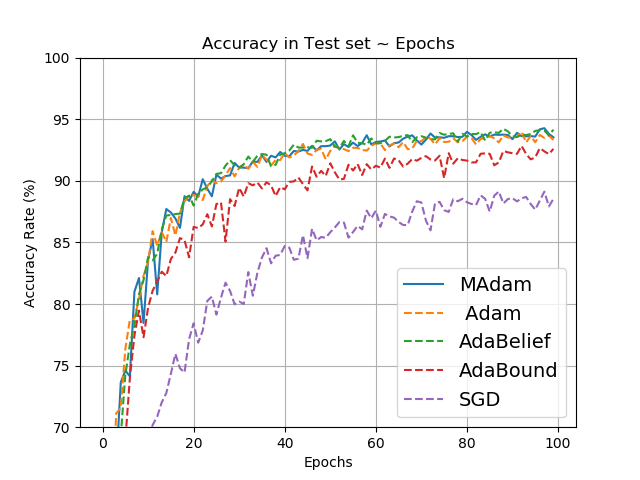 Accuracy in Test set ~ Epochs
100
95
90
85
80
75
70
Accuracy Rate (%)
0 20 40 60 80 100
Epochs
MAdam
Adam
AdaBelief
AdaBound
SGD